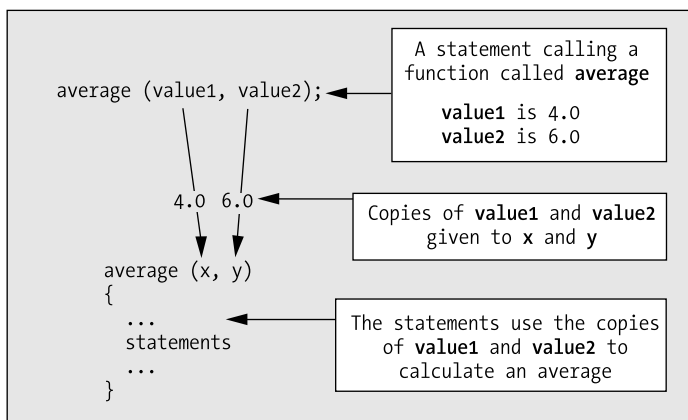 A statement calling a
function called average
average (value1, value2);
value1 is 4.0
value2 is 6.0
4.0 6.0
Copies of value1 and value2
given to x and y
average (x, y)
{
...
statements
...
}
The statements use the copies
of value1 and value2 to
calculate an average